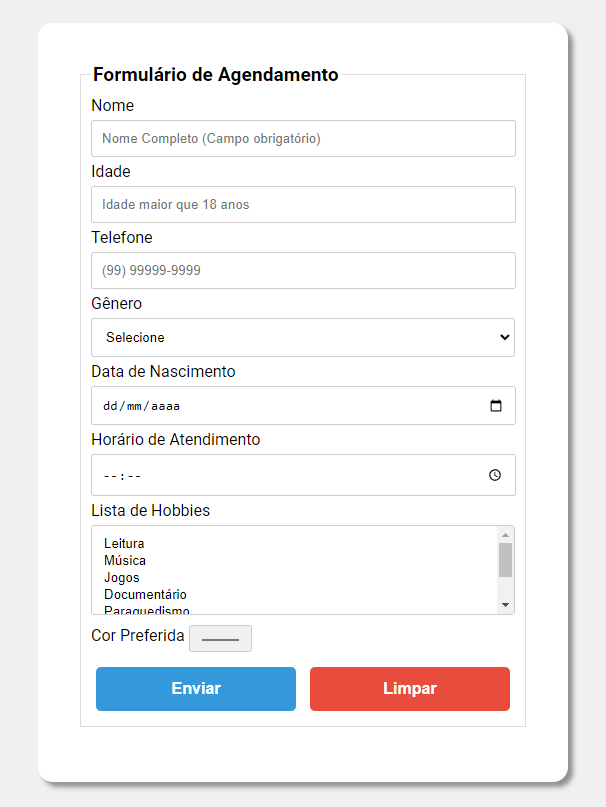 Formulário de Agendamento
Nome
Nome Completo (Campo obrigatório)
Idade
Idade maior que 18 anos
Telefone
(99) 99999-9999
Gênero
Selecione
Data de Nascimento
dd/mm/aaaa
Horário de Atendimento
--:--
Lista de Hobbies
Leitura
Música
Jogos
Documentário
Paraquedismo
Cor Preferida
Enviar Limpar